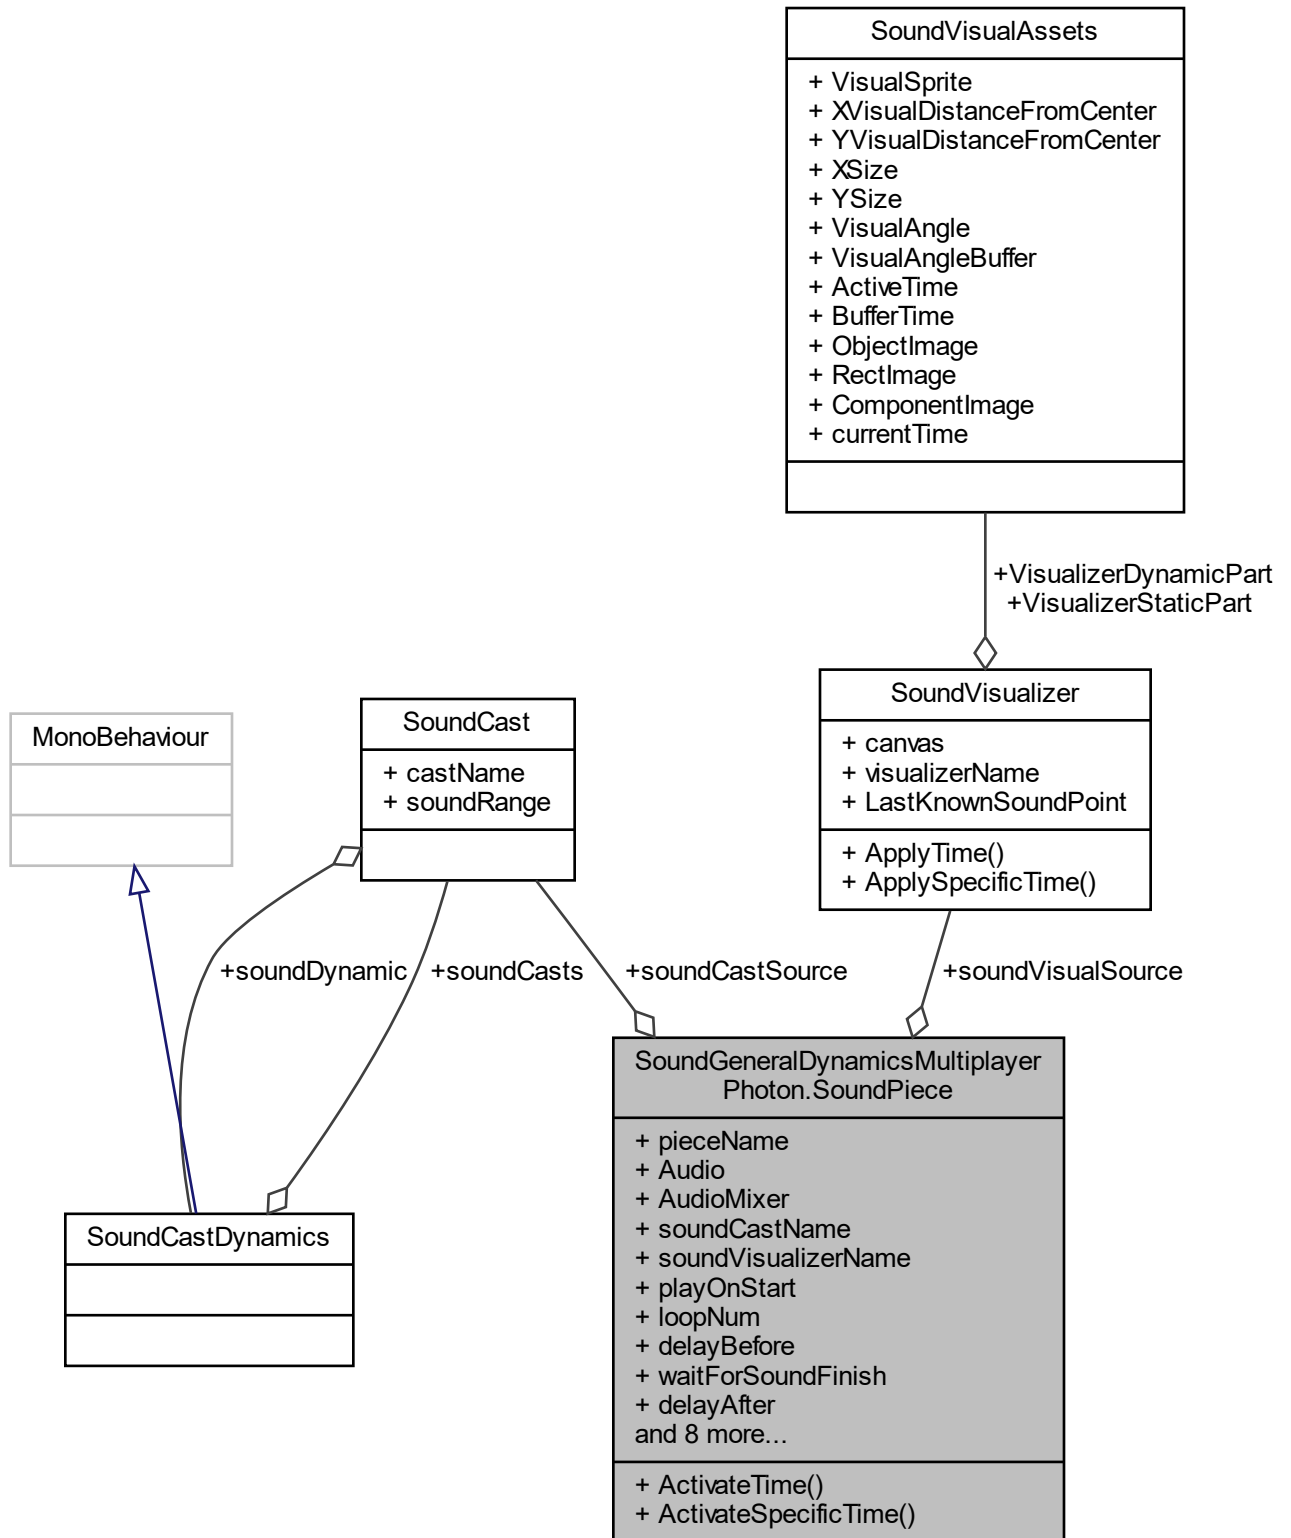 SoundVisualAssets
+ VisualSprite
+ XVisualDistanceFromCenter
+ YVisualDistanceFromCenter
+ XSize
+ YSize
+ VisualAngle
+ VisualAngleBuffer
+ ActiveTime
+ BufferTime
+ ObjectImage
+ RectImage
+ ComponentImage
+ currentTime
+VisualizerDynamicPart
+VisualizerStaticPart
SoundVisualizer
+ canvas
+ visualizerName
+ LastKnownSoundPoint
+ ApplyTime()
+ ApplySpecificTime()
MonoBehaviour
SoundCast
+ castName
+ soundRange
+soundDynamic
+soundCasts
+soundCastSource
+soundVisualSource
SoundCastDynamics
SoundGeneralDynamicsMultiplayer
Photon.SoundPiece
+ pieceName
+ Audio
+ AudioMixer
+ soundCastName
+ soundVisualizerName
+ playOnStart
+ loopNum
+ delayBefore
+ waitForSoundFinish
+ delayAfter
and 8 more...
+ ActivateTime()
+ ActivateSpecificTime()